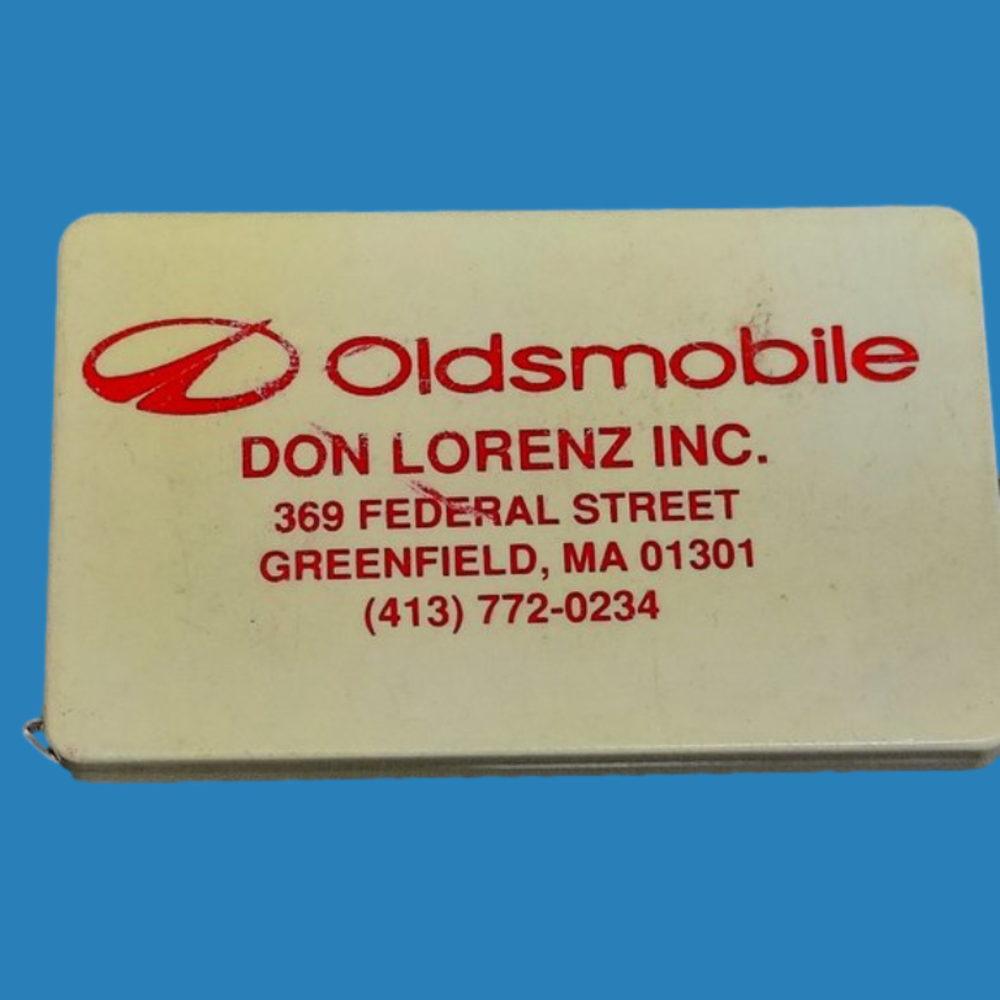 Oldsmobile
DON LORENZ INC.
369 FEDERAL STREET
GREENFIELD, MA 01301
(413) 772-0234